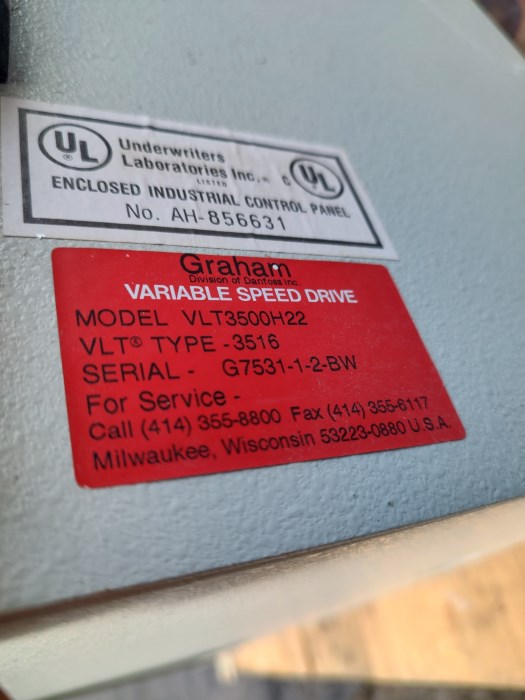 UL ®
Underwriters
Laboratories Inc.®
LISTED
C UL
ENCLOSED INDUSTRIAL CONTROL PANEL
No. AH-856631
Graham
Division of Danfoss Inc.
VARIABLE SPEED DRIVE
MODEL VLT3500H22
VLT® TYPE -3516
SERIAL - G7531-1-2-BW
For Service -
Call (414) 355-8800 Fax (414) 355-6117
Milwaukee, Wisconsin 53223-0880 U.S.A.